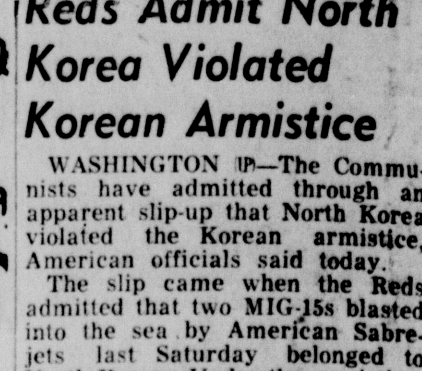 Reds Admit North
Korea Violated
Korean Armistice
WASHINGTON (UP)—The Commu-
nists have admitted through an
apparent slip-up that North Korea
violated the Korean armistice,
American officials said today.
The slip came when the Reds
admitted that two MIG-15s blasted
into the sea by American Sabre-
jets last Saturday belonged to